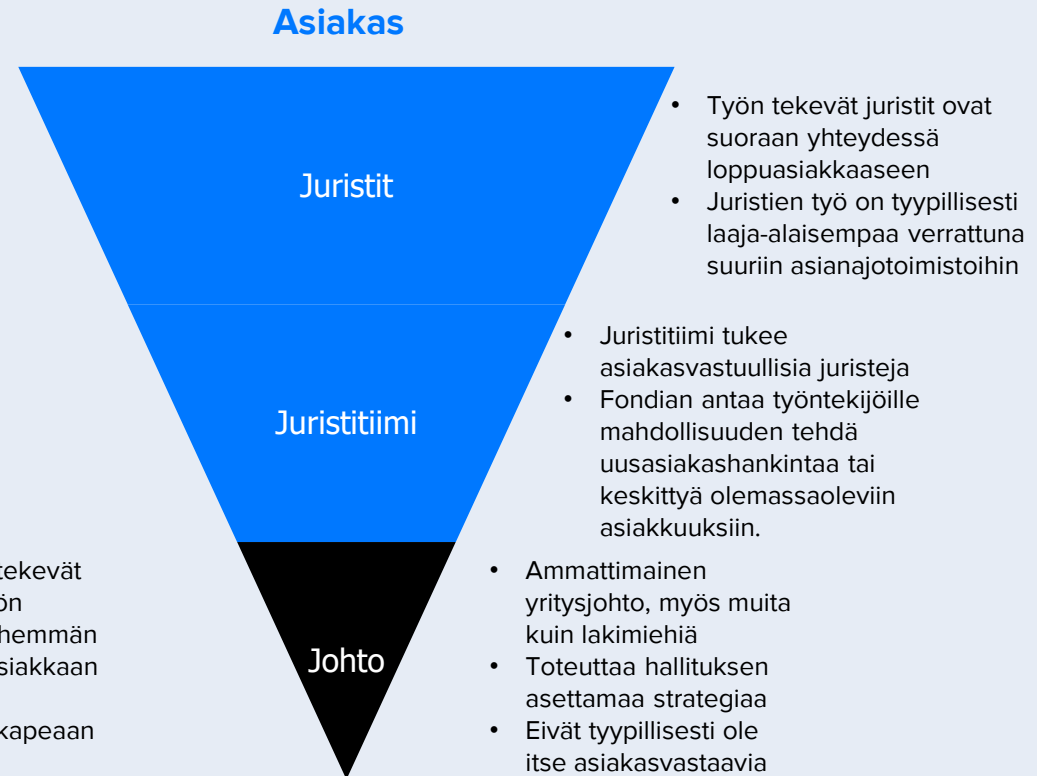 Asiakas
Juristit
• Työn tekevät juristit ovat
suoraan yhteydessä
loppuasiakkaaseen
• Juristien työ on tyypillisesti
laaja-alaisempaa verrattuna
suuriin asianajotoimistoihin
Juristitiimi
• Juristitiimi tukee
asiakasvastuullisia juristeja
• Fondian antaa työntekijöille
mahdollisuuden tehdä
uusasiakashankintaa tai
keskittyä olemassaoleviin
asiakkuuksiin.
tekevät
ön
hemmän
siakkaan
kapeaan
Johto
• Ammattimainen
yritysjohto, myös muita
kuin lakimiehiä
• Toteuttaa hallituksen
asettamaa strategiaa
• Eivät tyypillisesti ole
itse asiakasvastaavia